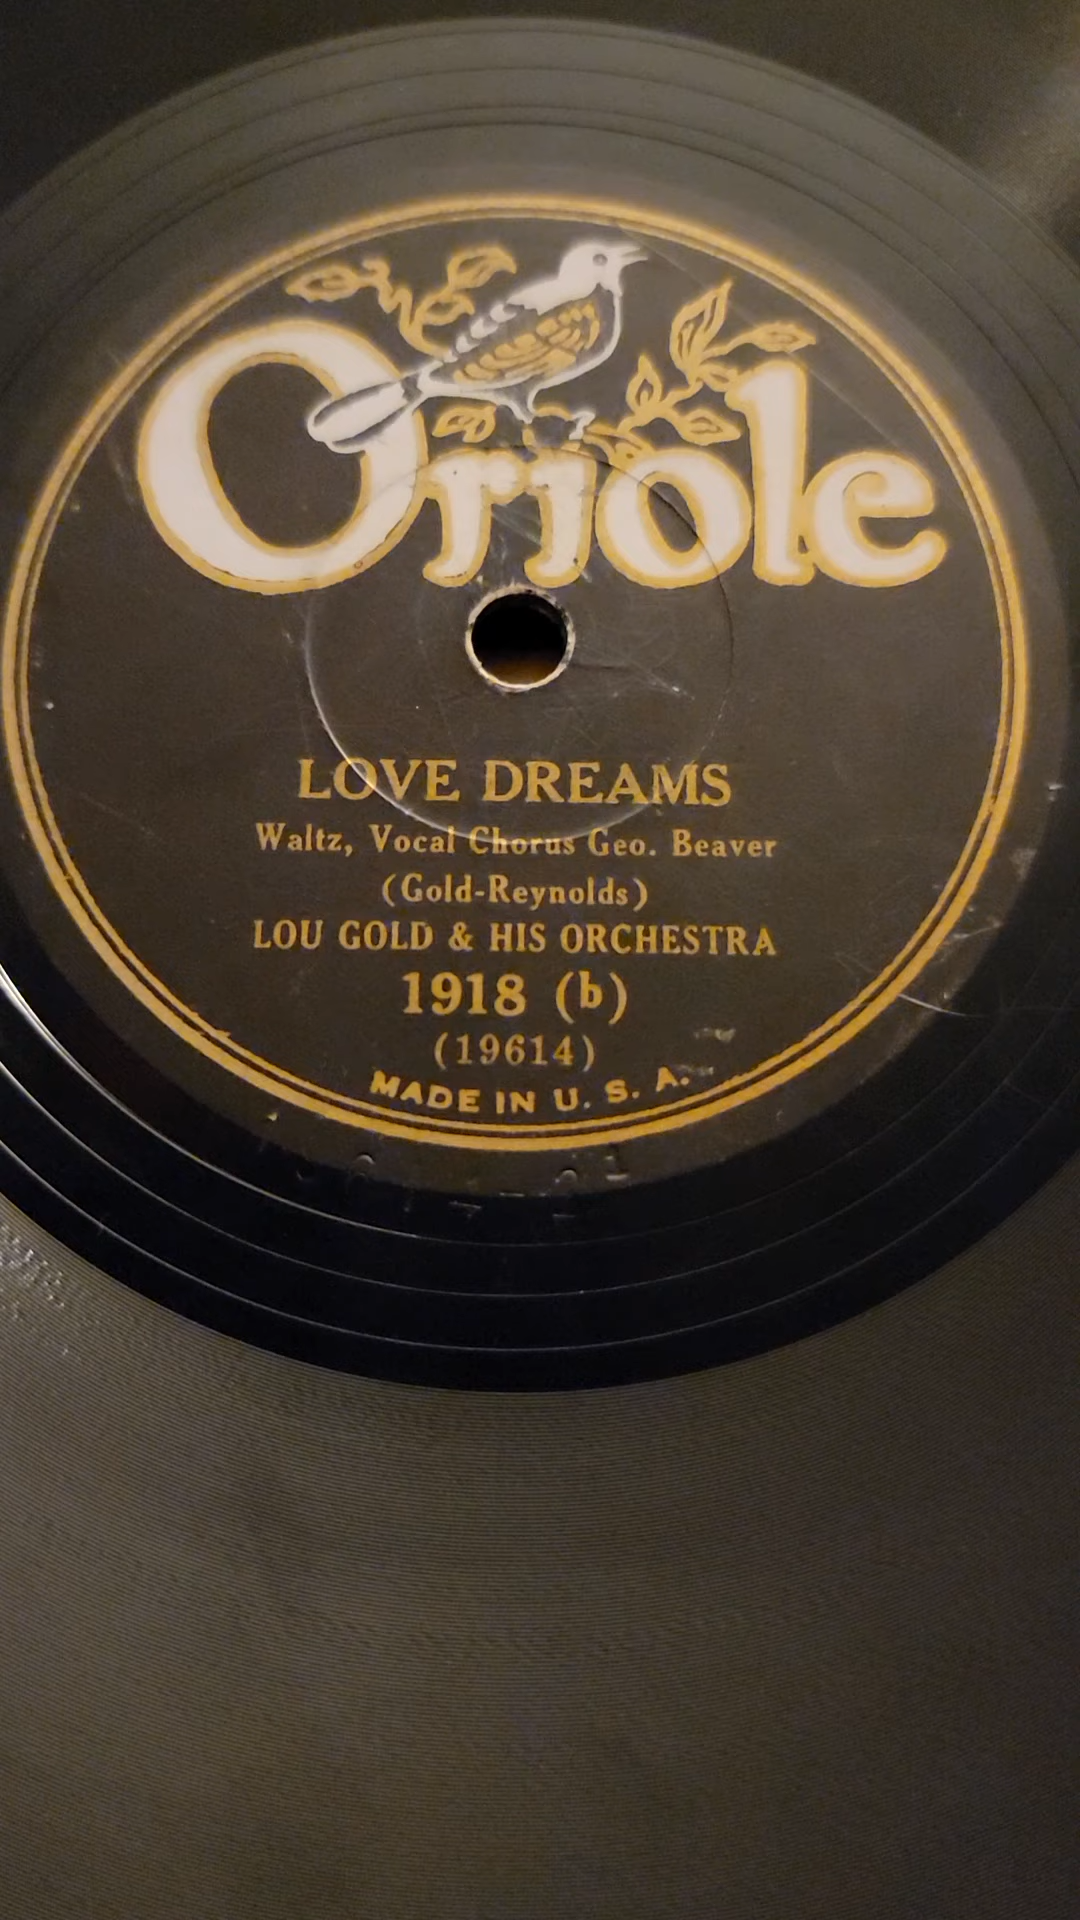 Oriole
LOVE DREAMS
Waltz, Vocal Chorus Geo. Beaver
(Gold-Reynolds)
LOU GOLD & HIS ORCHESTRA
1918 (b)
(19614)
MADE IN U. S. A.